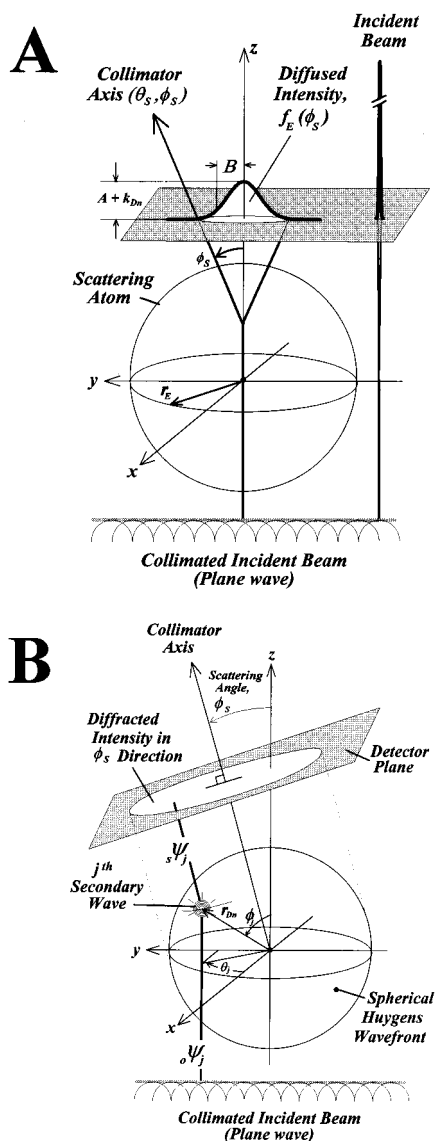 A
z
Incident
Beam
Collimator
Axis (θS, ϕS)
Diffused
Intensity,
fE (ϕS)
B
A + kDn
ϕS
Scattering
Atom
y
rE
x
Collimated Incident Beam
(Plane wave)
B
Collimator
Axis
z
Scattering
Angle,
ϕS
Diffracted
Intensity in
ϕS Direction
Detector
Plane
sψj
jth
Secondary
Wave
rDn
ϕj
y
θj
x
Spherical
Huygens
Wavefront
oψj
Collimated Incident Beam
(Plane wave)